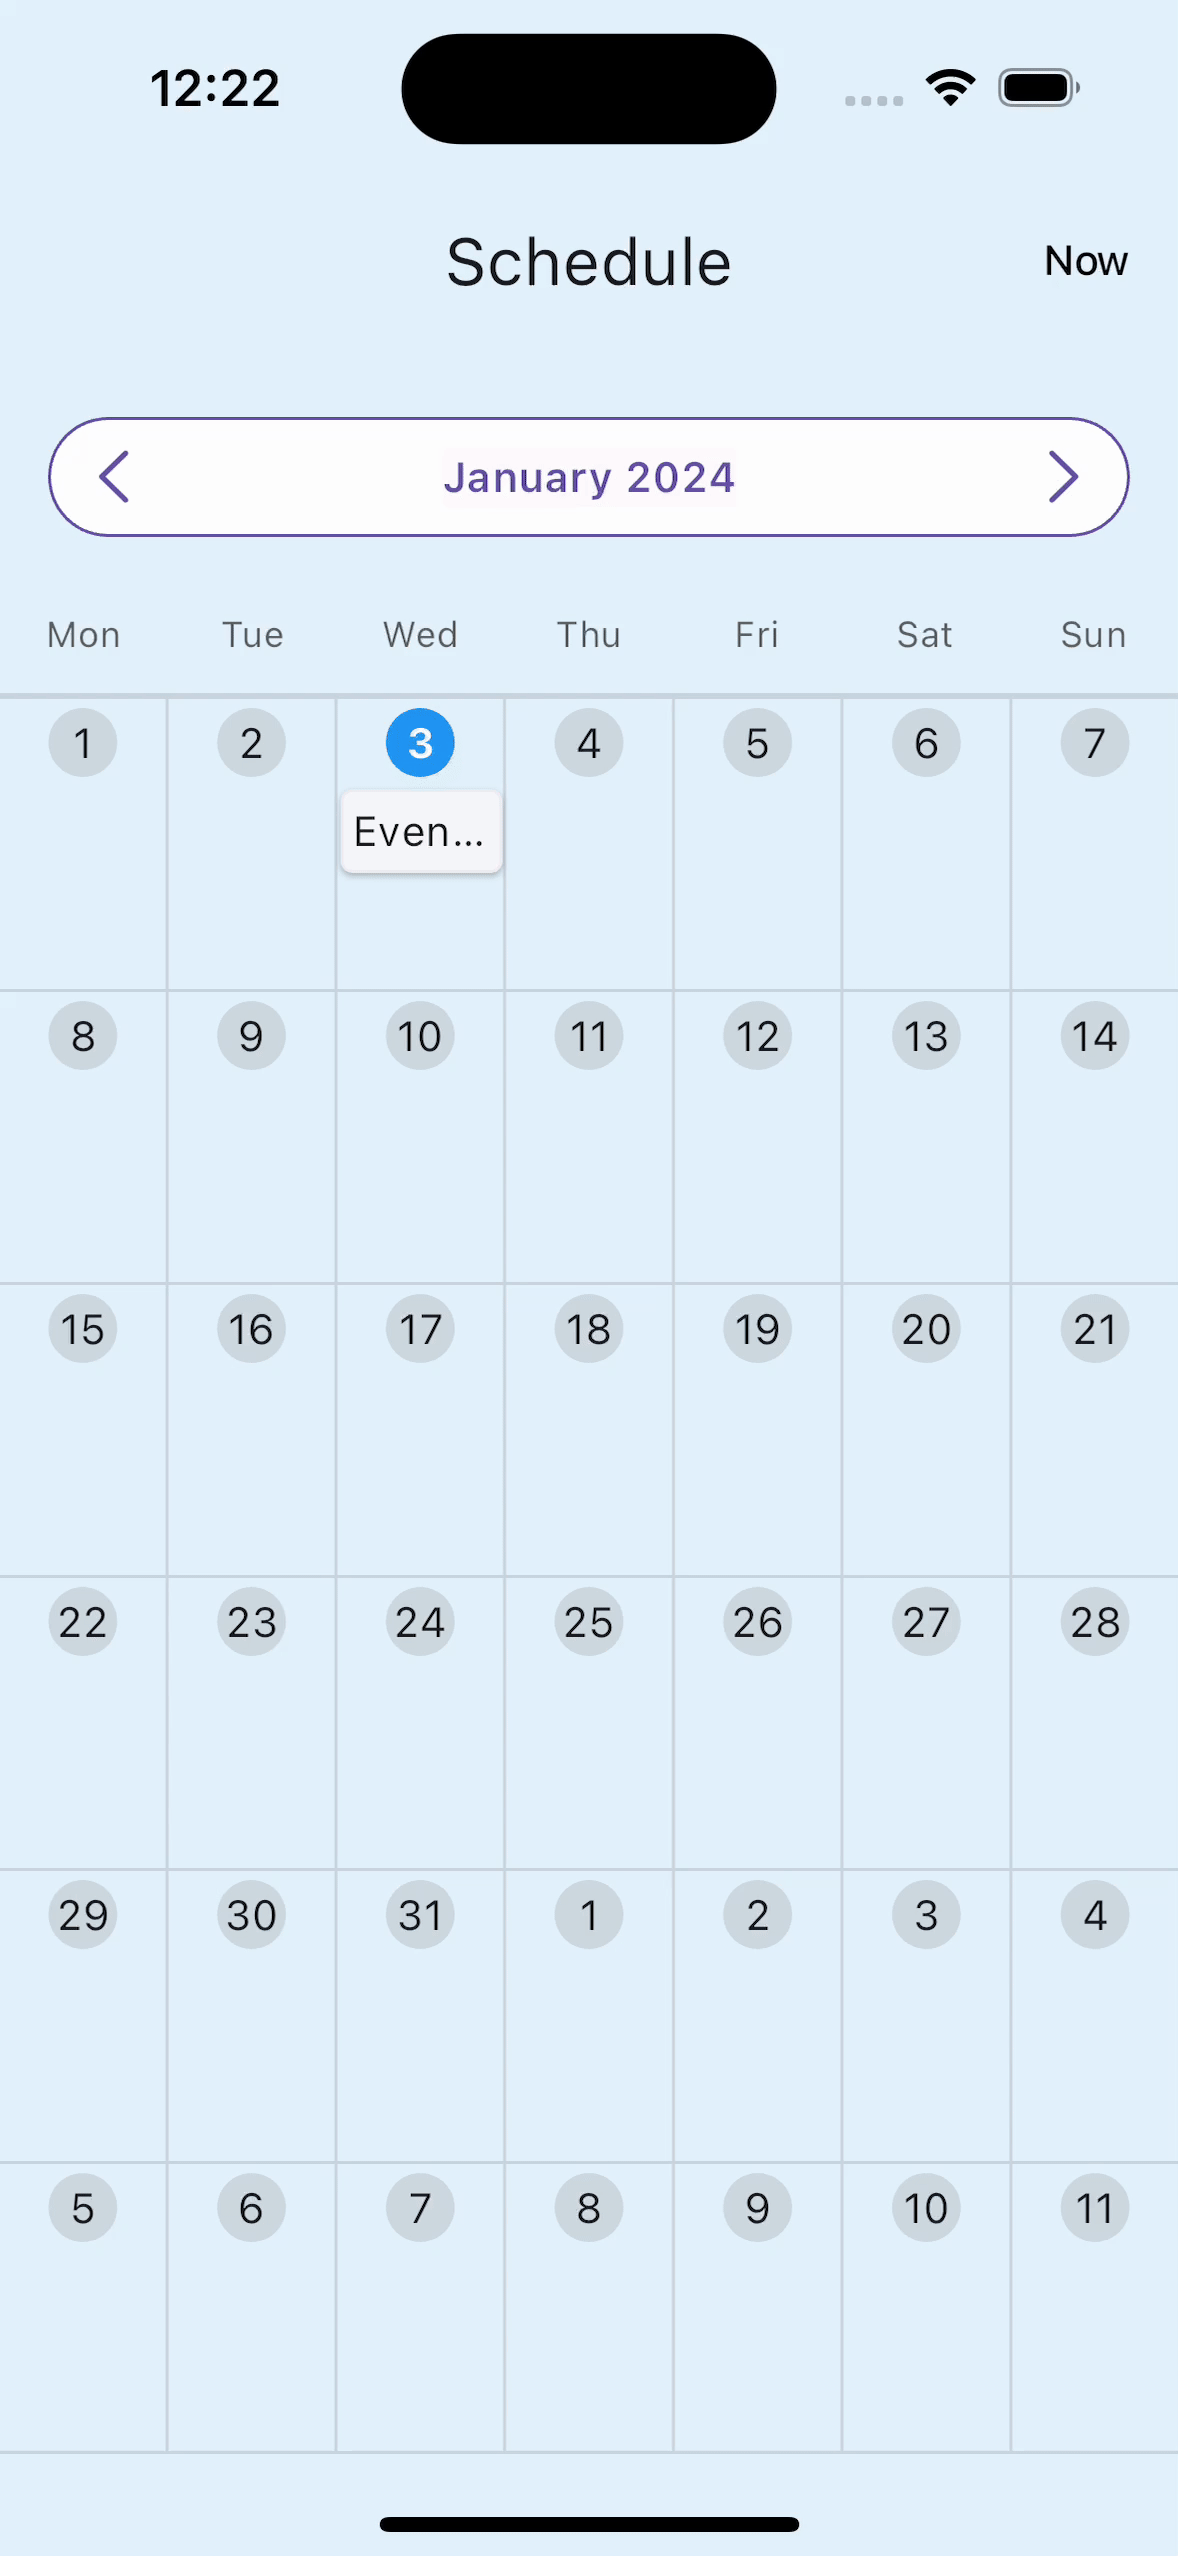 12:22
Schedule
Now
January 2024
Mon Tue Wed Thu Fri Sat Sun
1 2 3 4 5 6 7
Even...
8 9 10 11 12 13 14
15 16 17 18 19 20 21
22 23 24 25 26 27 28
29 30 31 1 2 3 4
5 6 7 8 9 10 11